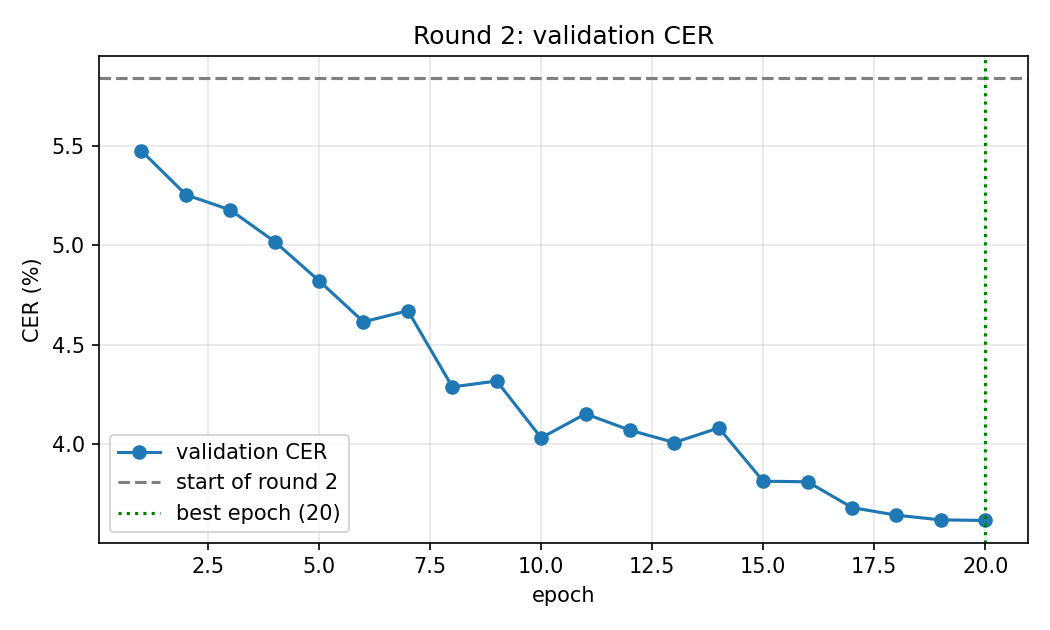 Round 2: validation CER
CER (%)
5.5
5.0
4.5
4.0
validation CER
start of round 2
best epoch (20)
2.5 5.0 7.5 10.0 12.5 15.0 17.5 20.0
epoch